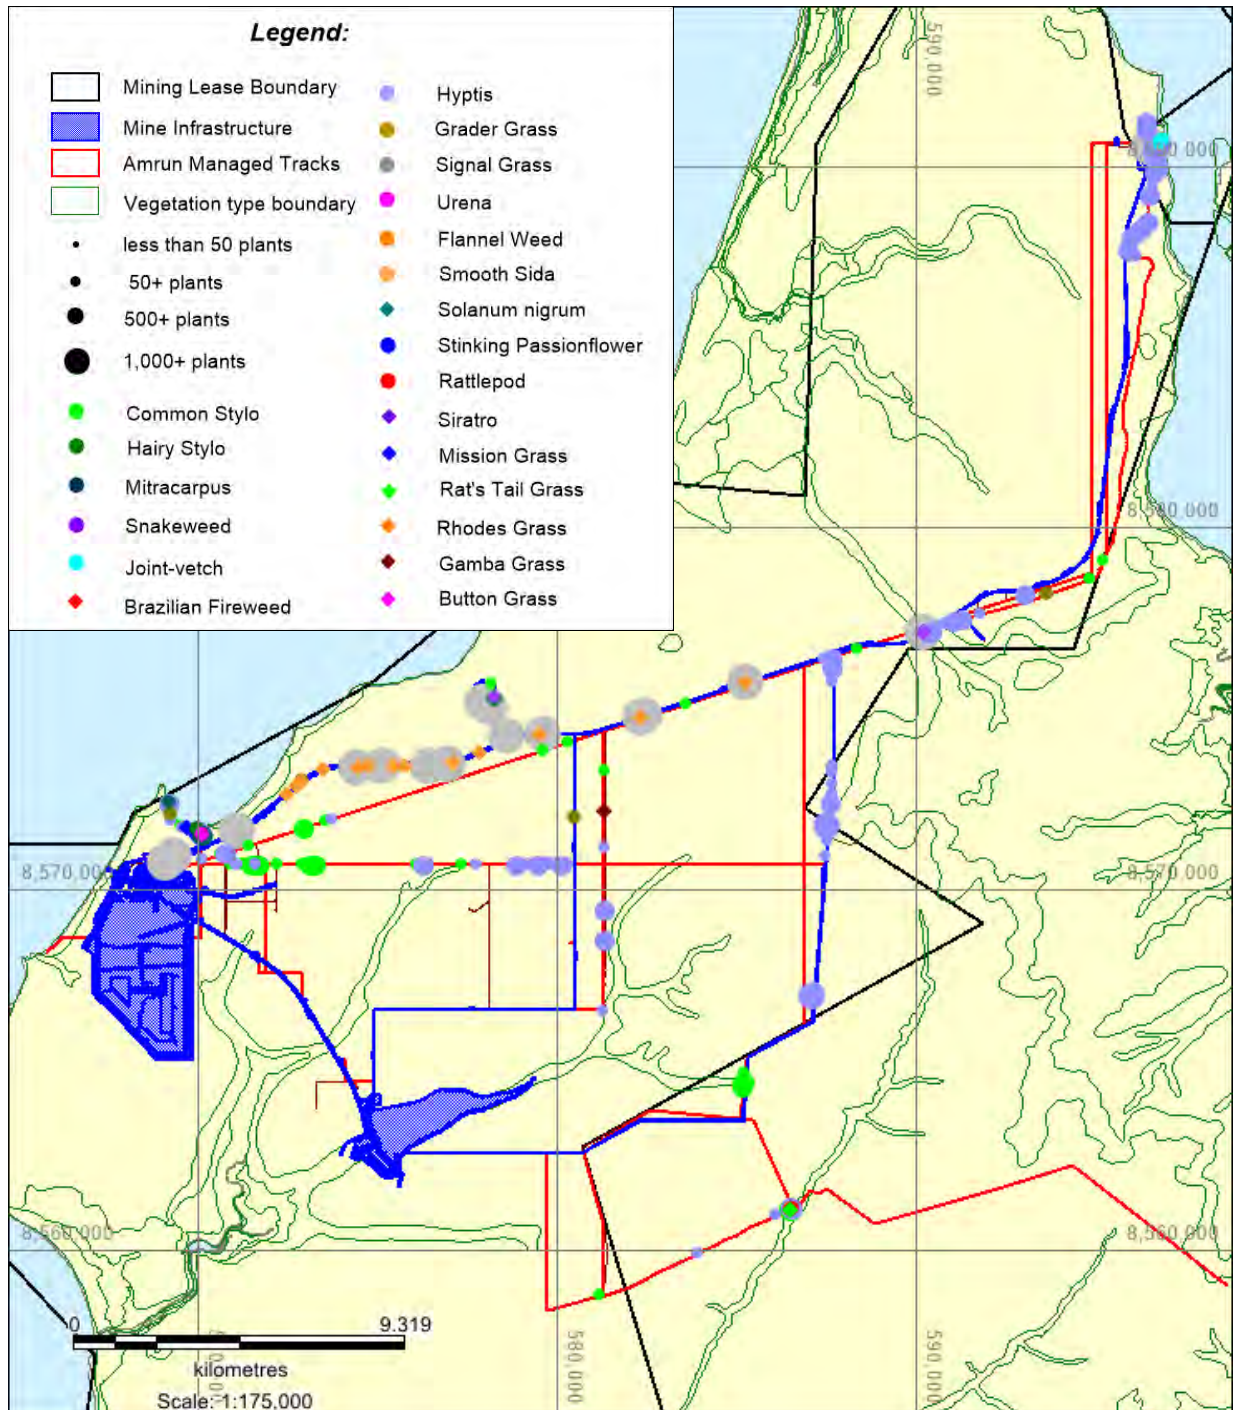 Legend:
Mining Lease Boundary
Mine Infrastructure
Amrun Managed Tracks
Vegetation type boundary
less than 50 plants
50+ plants
500+ plants
1,000+ plants
Common Stylo
Hairy Stylo
Mitracarpus
Snakeweed
Joint-vetch
Brazilian Fireweed
Hyptis
Grader Grass
Signal Grass
Urena
Flannel Weed
Smooth Sida
Solanum nigrum
Stinking Passionflower
Rattlepod
Siratro
Mission Grass
Rat's Tail Grass
Rhodes Grass
Gamba Grass
Button Grass
590,000
8,580,000
8,570,000
8,570,000
8,560,000
8,560,000
580,000
590,000
0
9.319
kilometres
Scale: 1:175,000